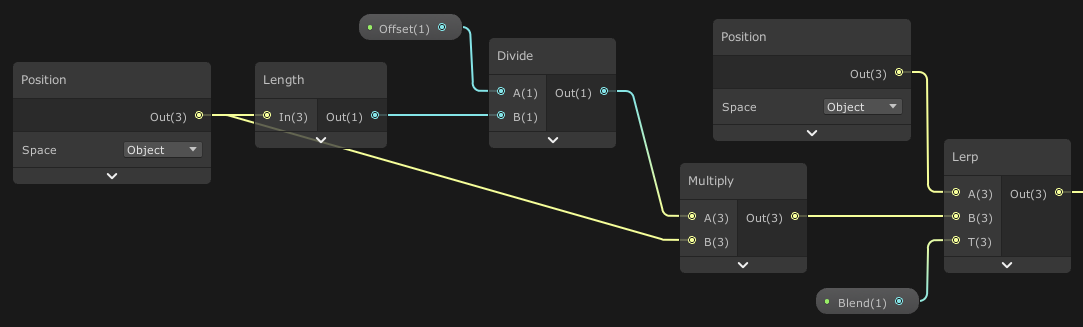 Position
Out(3)
Space
Object
Length
In(3)
Out(1)
Offset(1)
Divide
A(1)
Out(1)
B(1)
Multiply
A(3)
Out(3)
B(3)
Position
Out(3)
Space
Object
Blend(1)
Lerp
A(3)
Out(3)
B(3)
T(3)